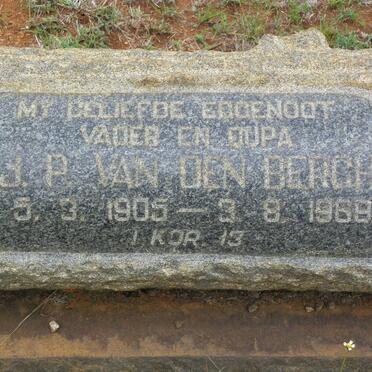 MY GELIEFDE EGGENOOT
VADER EN OUPA
J. P. VAN DEN BERGH
5. 3. 1905 — 3. 8. 1969
I KOR 13